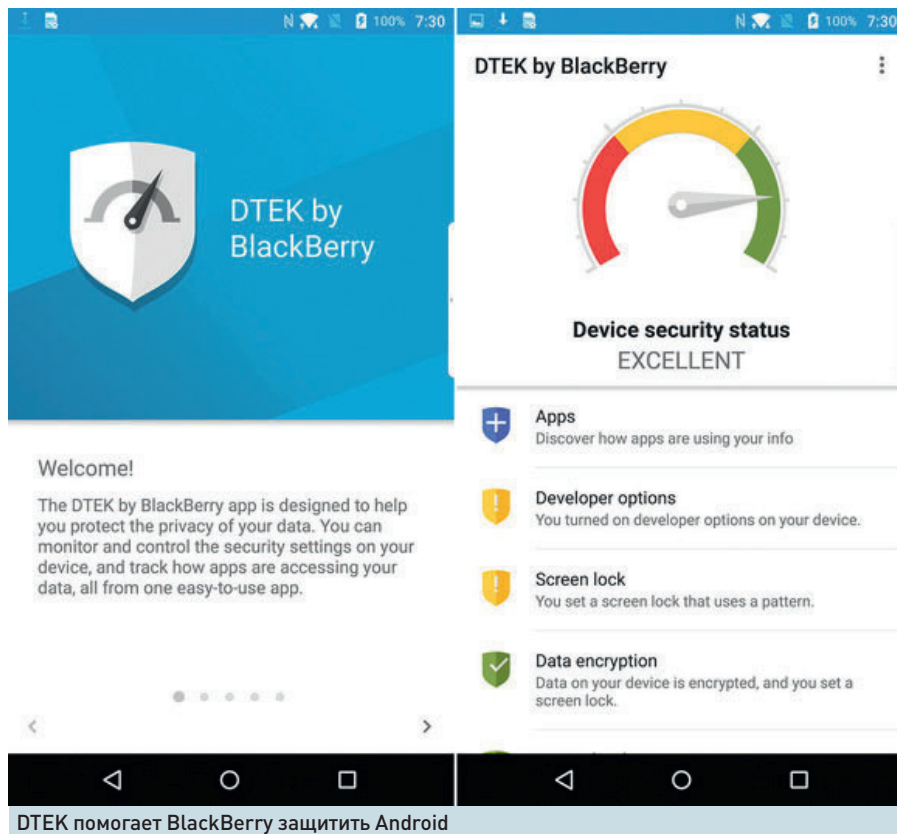 100% 7:30
DTEK by
BlackBerry
Welcome!
The DTEK by BlackBerry app is designed to help
you protect the privacy of your data. You can
monitor and control the security settings on your
device, and track how apps are accessing your
data, all from one easy-to-use app.
100% 7:30
DTEK by BlackBerry
Device security status
EXCELLENT
Apps
Discover how apps are using your info
Developer options
You turned on developer options on your device.
Screen lock
You set a screen lock that uses a pattern.
Data encryption
Data on your device is encrypted, and you set a
screen lock.
DTEK помогает BlackBerry защитить Android